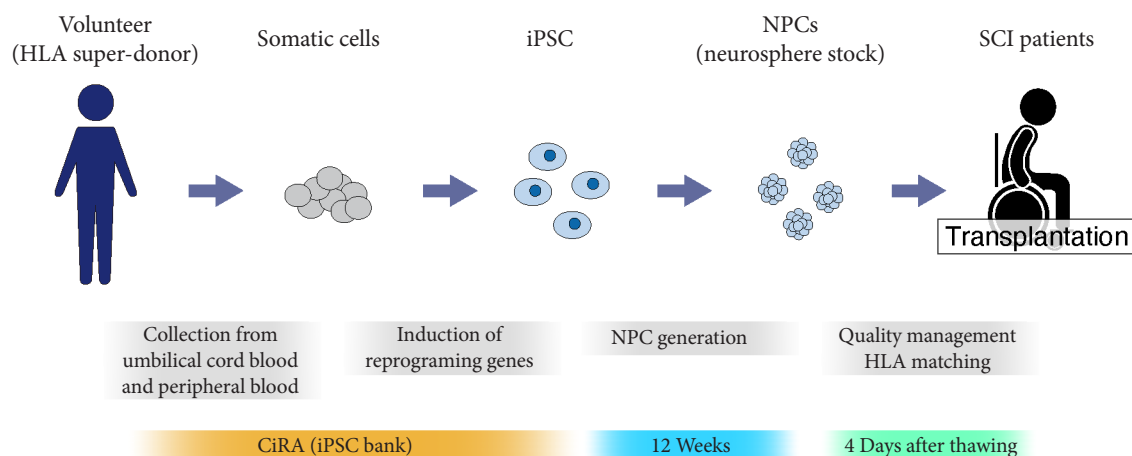 Volunteer
(HLA super-donor)
Somatic cells
iPSC
NPCs
(neurosphere stock)
SCI patients
Transplantation
Collection from
umbilical cord blood
and peripheral blood
Induction of
reprograming genes
NPC generation
Quality management
HLA matching
CiRA (iPSC bank)
12 Weeks
4 Days after thawing